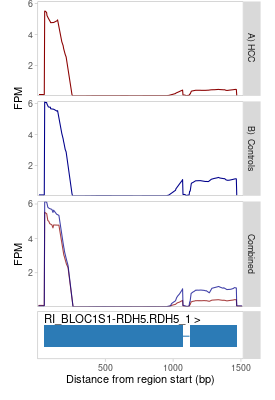 6
4
2
FPM
A) HCC
6
4
2
B) Controls
6
4
2
FPM
Combined
RI_BLOC1S1-RDH5.RDH5_1 >
500
1000
1500
Distance from region start (bp)